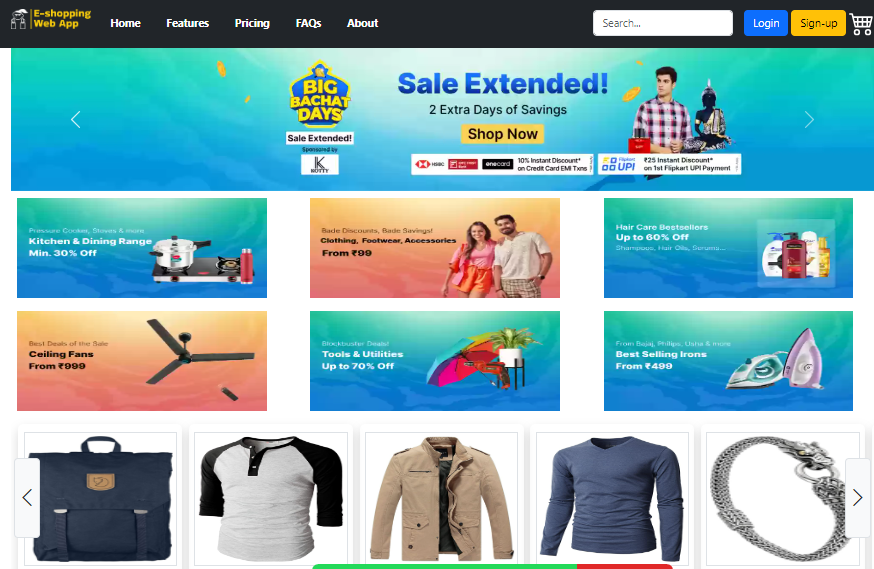 E-shopping
Web App
Home
Features
Pricing
FAQs
About
Search...
Login
Sign-up
BIG
BACHAT
DAYS
Sale Extended!
Sponsored by
K
KOTTY
Sale Extended!
2 Extra Days of Savings
Shop Now
HSBC
onecard
10% Instant Discount*
on Credit Card EMI Txns
Flipkart
UPI
₹25 Instant Discount*
on 1st Flipkart UPI Payment
Pressure Cooker, Stoves & more
Kitchen & Dining Range
Min. 30% Off
Bade Discounts, Bade Savings!
Clothing, Footwear, Accessories
From ₹99
Hair Care Bestsellers
Up to 60% Off
Shampoos, Hair Oils, Serums...
Best Deals of the Sale
Ceiling Fans
From ₹999
Blockbuster Deals!
Tools & Utilities
Up to 70% Off
From Bajaj, Philips, Usha & more
Best Selling Irons
From ₹499